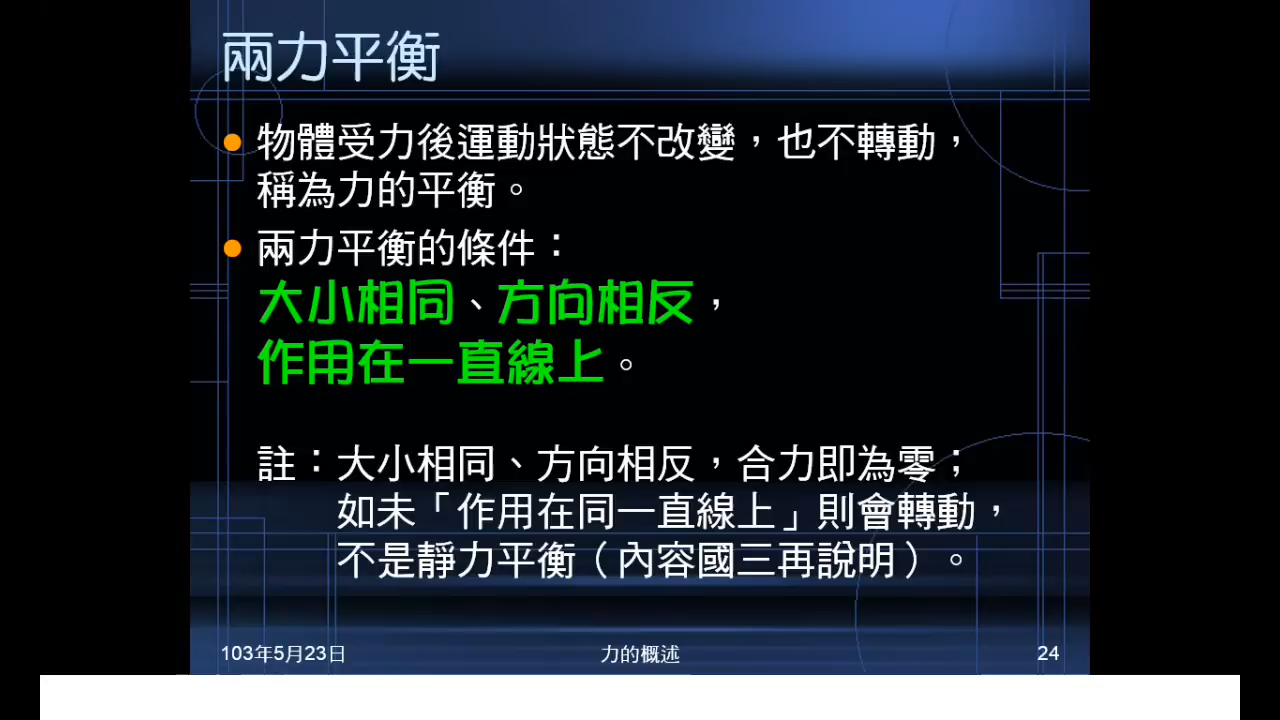 兩力平衡
物體受力後運動狀態不改變，也不轉動，
稱為力的平衡。
兩力平衡的條件：
大小相同、方向相反，
作用在一直線上。
註：大小相同、方向相反，合力即為零；
如未「作用在同一直線上」則會轉動，
不是靜力平衡（內容國三再說明）。
103年5月23日
力的概述
24